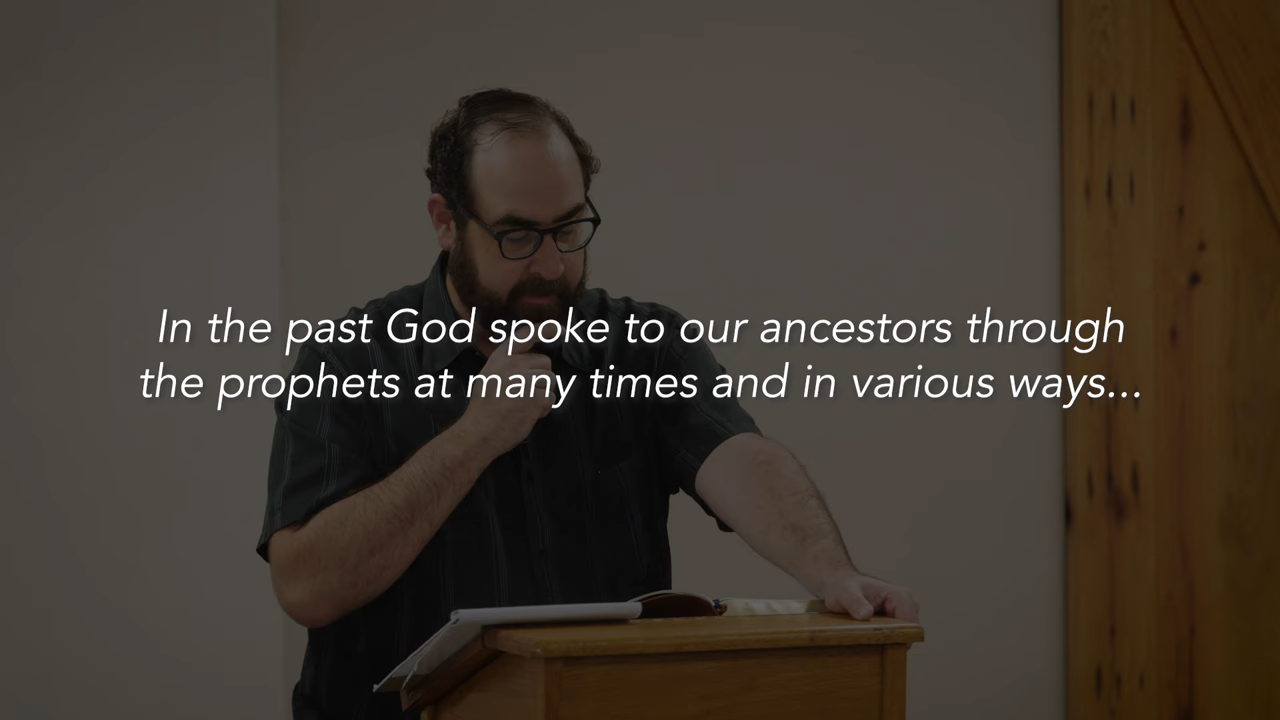 In the past God spoke to our ancestors through
the prophets at many times and in various ways...